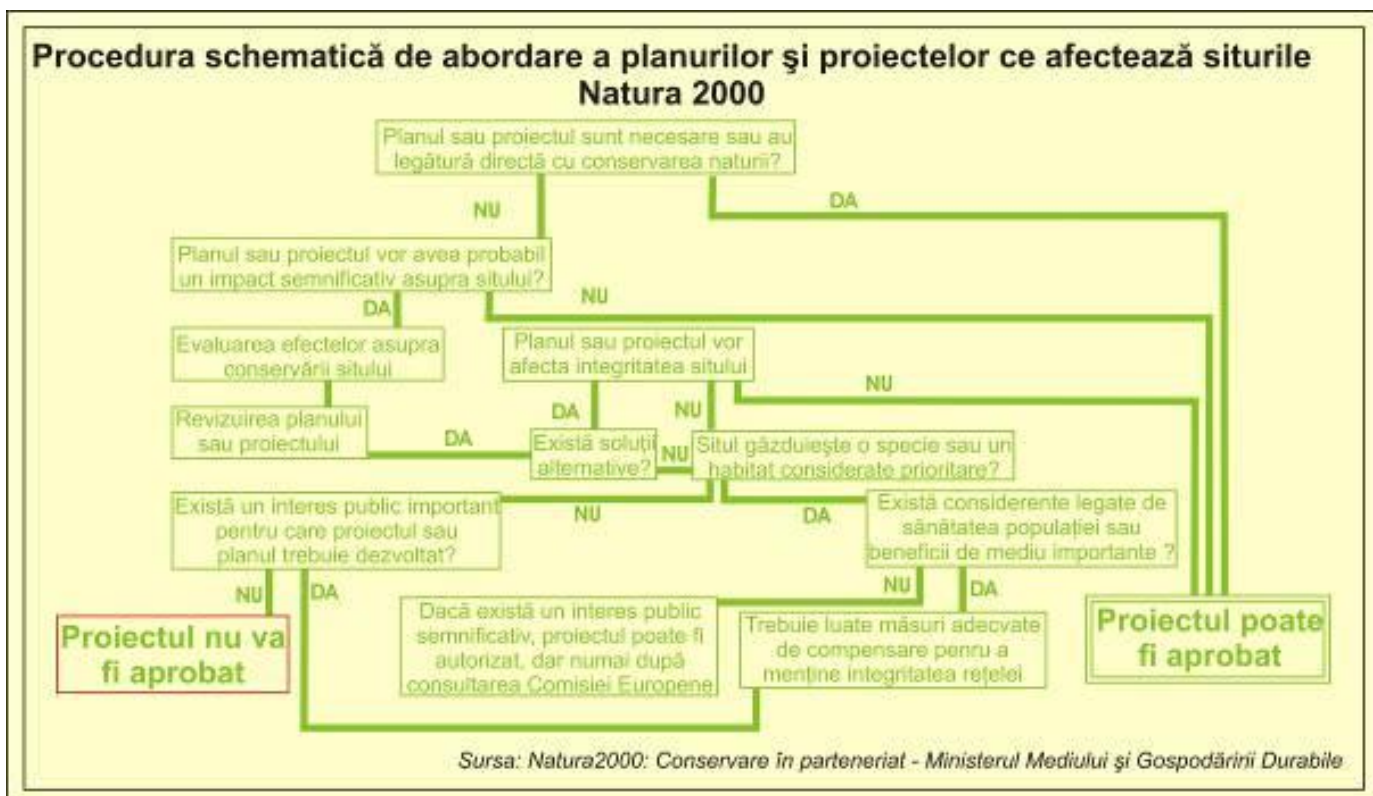 Procedura schematică de abordare a planurilor şi proiectelor ce afectează siturile
Natura 2000
Planul sau proiectul sunt necesare sau au
legătură directă cu conservarea naturii?
NU
DA
Planul sau proiectul vor avea probabil
un impact semnificativ asupra sitului?
DA
NU
Evaluarea efectelor asupra
conservării sitului
Planul sau proiectul vor
afecta integritatea sitului
NU
Revizuirea planului
sau proiectului
DA
DA
NU
Există soluții
alternative?
NU
Situl găzduieşte o specie sau un
habitat considerate prioritare?
Există un interes public important
pentru care proiectul sau
planul trebuie dezvoltat?
NU
DA
Există considerente legate de
sănătatea populației sau
beneficii de mediu importante ?
NU
DA
NU
DA
Proiectul nu va
fi aprobat
Dacă există un interes public
semnificativ, proiectul poate fi
autorizat, dar numai după
consultarea Comisiei Europene
Trebuie luate măsuri adecvate
de compensare penru a
menține integritatea rețelei
Proiectul poate
fi aprobat
Sursa: Natura2000: Conservare în parteneriat - Ministerul Mediului şi Gospodăririi Durabile